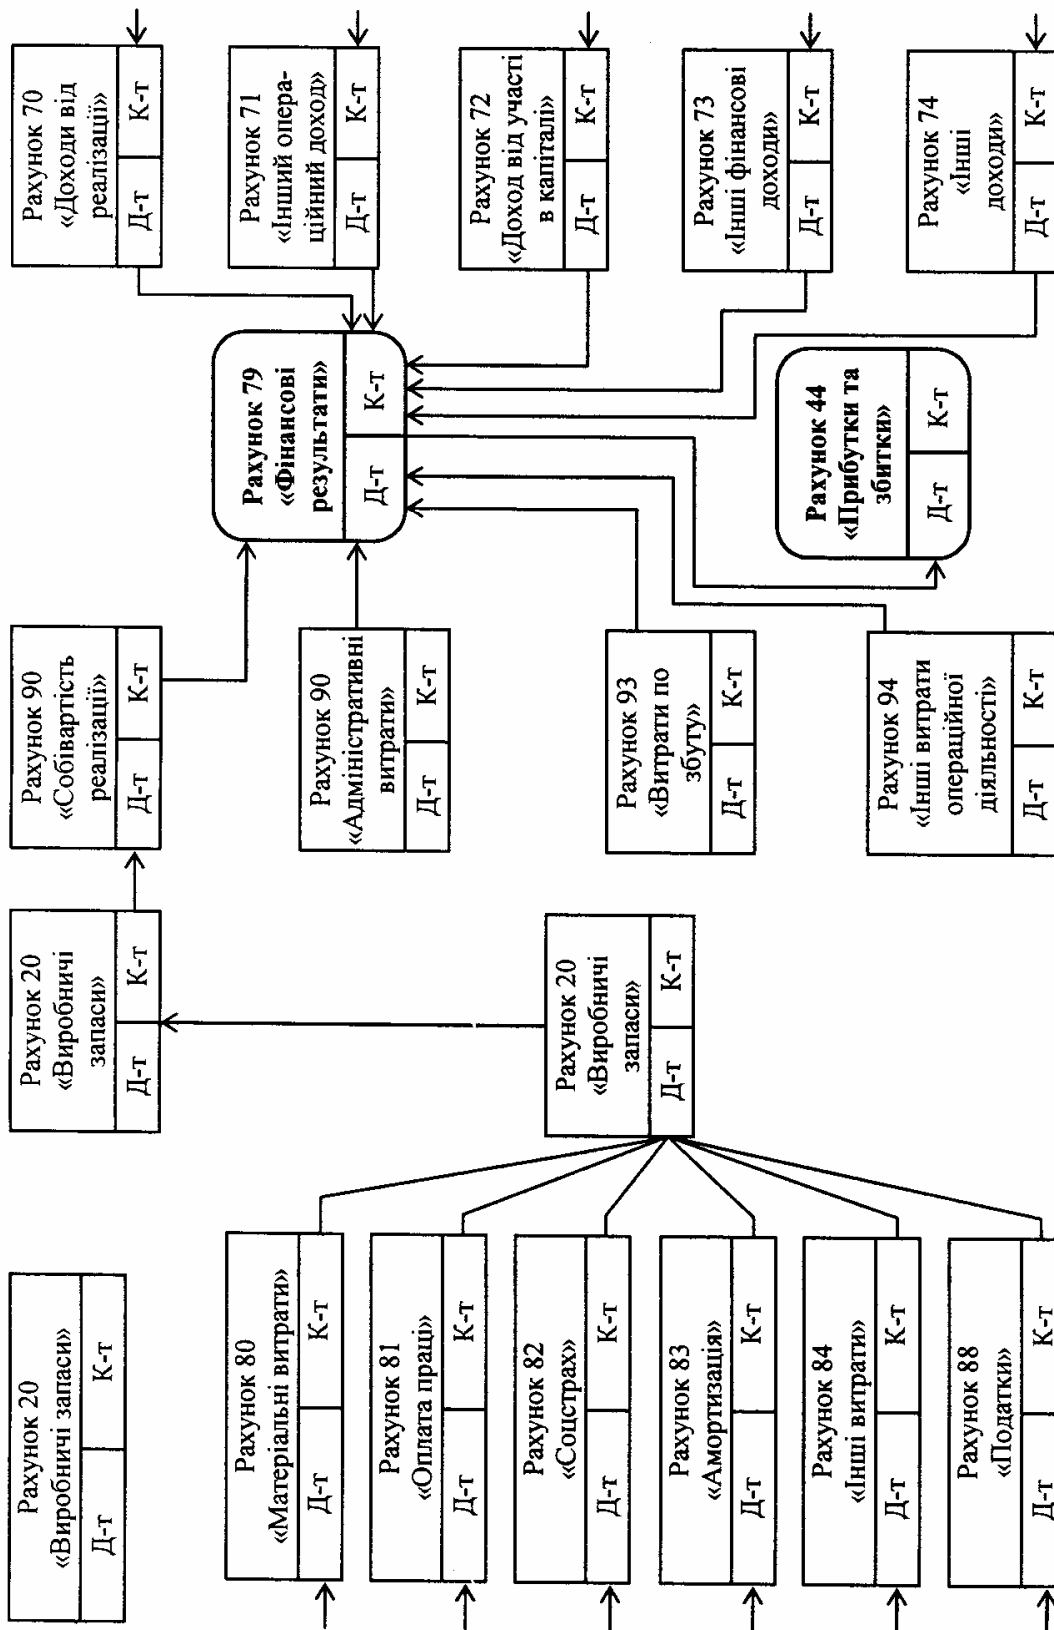 Рахунок 20
«Виробничі запаси»
Д-т К-т
Рахунок 80
«Матеріальні витрати»
Д-т К-т
Рахунок 81
«Оплата праці»
Д-т К-т
Рахунок 82
«Соцстрах»
Д-т К-т
Рахунок 83
«Амортизація»
Д-т К-т
Рахунок 84
«Інші витрати»
Д-т К-т
Рахунок 88
«Податки»
Д-т К-т
Рахунок 20
«Виробничі
запаси»
Д-т К-т
Рахунок 20
«Виробничі
запаси»
Д-т К-т
Рахунок 90
«Собівартість
реалізації»
Д-т К-т
Рахунок 90
«Адміністративні
витрати»
Д-т К-т
Рахунок 93
«Витрати по
збуту»
Д-т К-т
Рахунок 94
«Інші витрати
операційної
діяльності»
Д-т К-т
Рахунок 79
«Фінансові
результати»
Д-т К-т
Рахунок 44
«Прибутки та
збитки»
Д-т К-т
Рахунок 70
«Доходи від
реалізації»
Д-т К-т
Рахунок 71
«Інший опера-
ційний доход»
Д-т К-т
Рахунок 72
«Доход від участі
в капіталі»
Д-т К-т
Рахунок 73
«Інші фінансові
доходи»
Д-т К-т
Рахунок 74
«Інші
доходи»
Д-т К-т